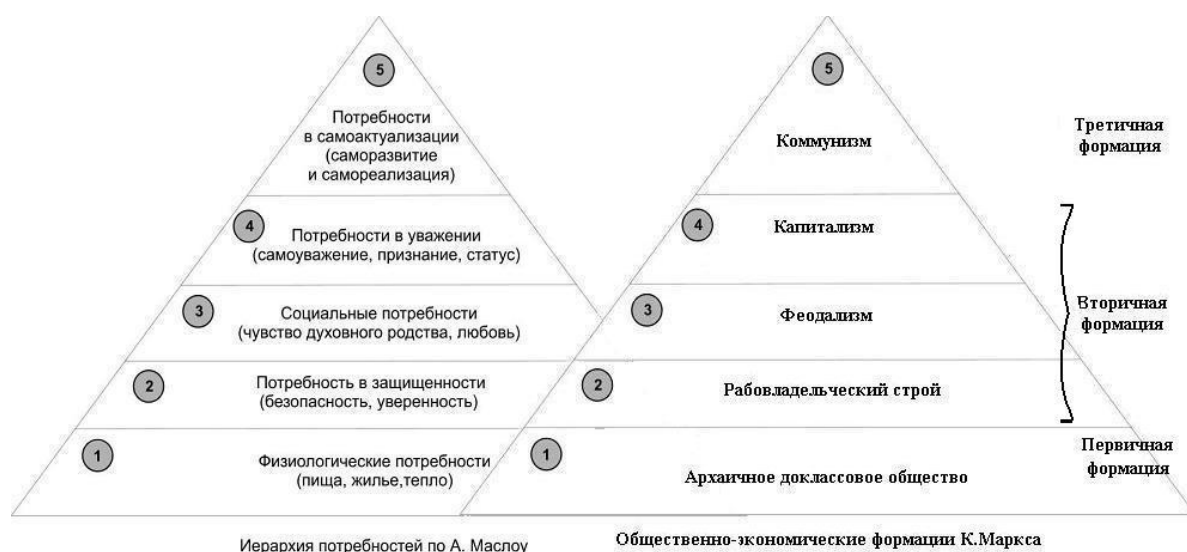 5
Потребности
в самоактуализации
(саморазвитие
и самореализация)
4
Потребности в уважении
(самоуважение, признание, статус)
3
Социальные потребности
(чувство духовного родства, любовь)
2
Потребность в защищенности
(безопасность, уверенность)
1
Физиологические потребности
(пища, жилье,тепло)
Иерархия потребностей по А. Маслоу
5
Коммунизм
4
Капитализм
3
Феодализм
2
Рабовладельческий строй
1
Архаичное доклассовое общество
Общественно-экономические формации К.Маркса
Третичная
формация
Вторичная
формация
Первичная
формация